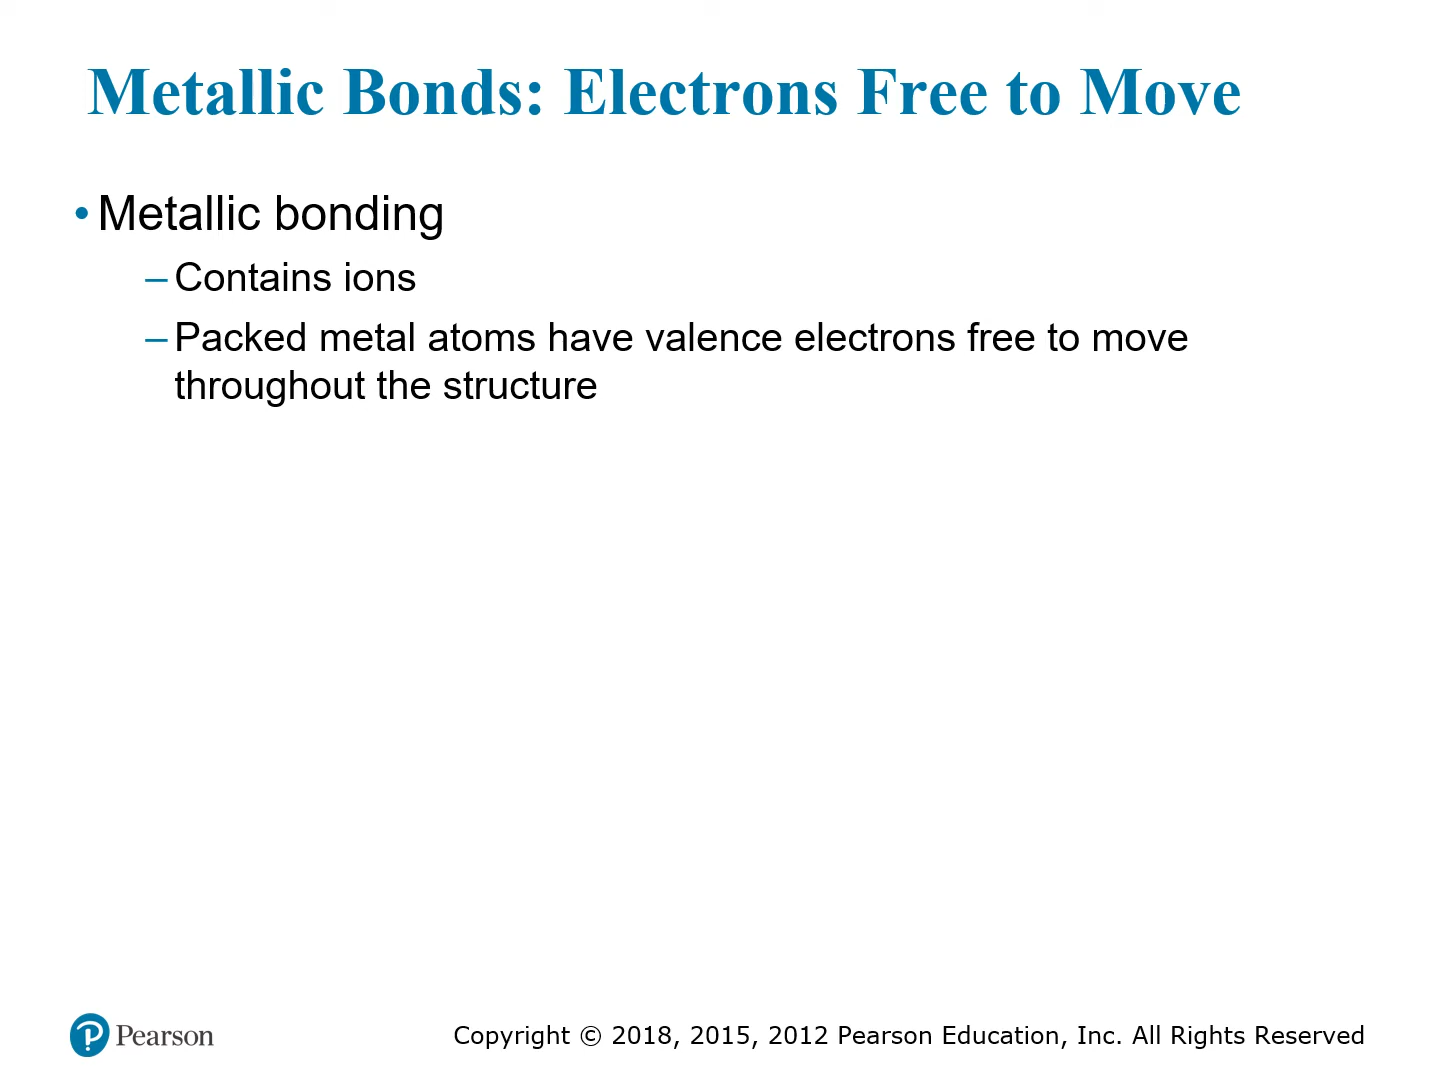 Metallic Bonds: Electrons Free to Move
• Metallic bonding
– Contains ions
– Packed metal atoms have valence electrons free to move
throughout the structure
Pearson
Copyright © 2018, 2015, 2012 Pearson Education, Inc. All Rights Reserved